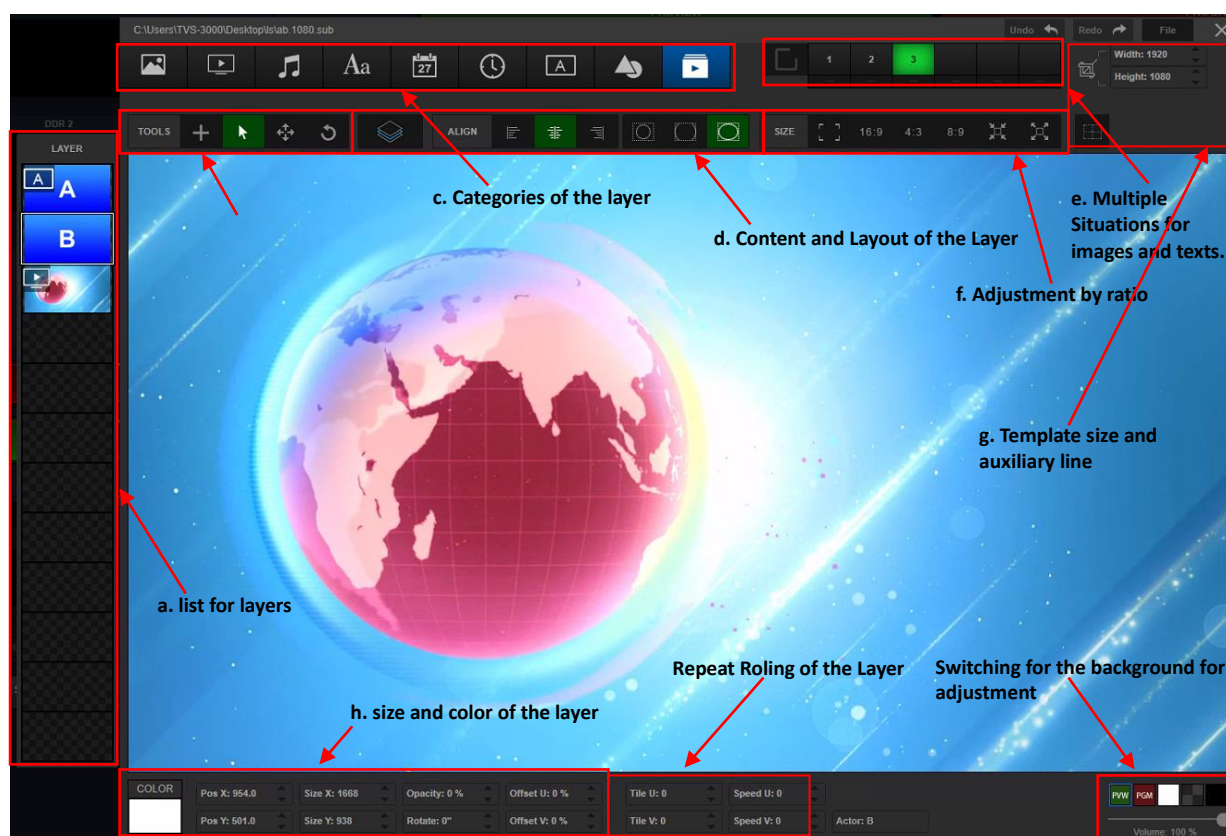 C:\Users\TVS-3000\Desktop\ls\ab.1080.sub
Undo
Redo
File
Aa
27
A
1
2
3
Width: 1920
Height: 1080
DDR 2
LAYER
TOOLS
ALIGN
SIZE
16:9
4:3
8:9
A
A
B
c. Categories of the layer
d. Content and Layout of the Layer
e. Multiple
Situations for
images and texts.
f. Adjustment by ratio
g. Template size and
auxiliary line
a. list for layers
Repeat Roling of the Layer
Switching for the background for
adjustment
h. size and color of the layer
COLOR
Pos X: 954.0
Size X: 1668
Opacity: 0 %
Offset U: 0 %
Tile U: 0
Speed U: 0
Pos Y: 501.0
Size Y: 938
Rotate: 0"
Offset V: 0 %
Tile V: 0
Speed V: 0
Actor: B
PVW
PGM
Volume: 100 %